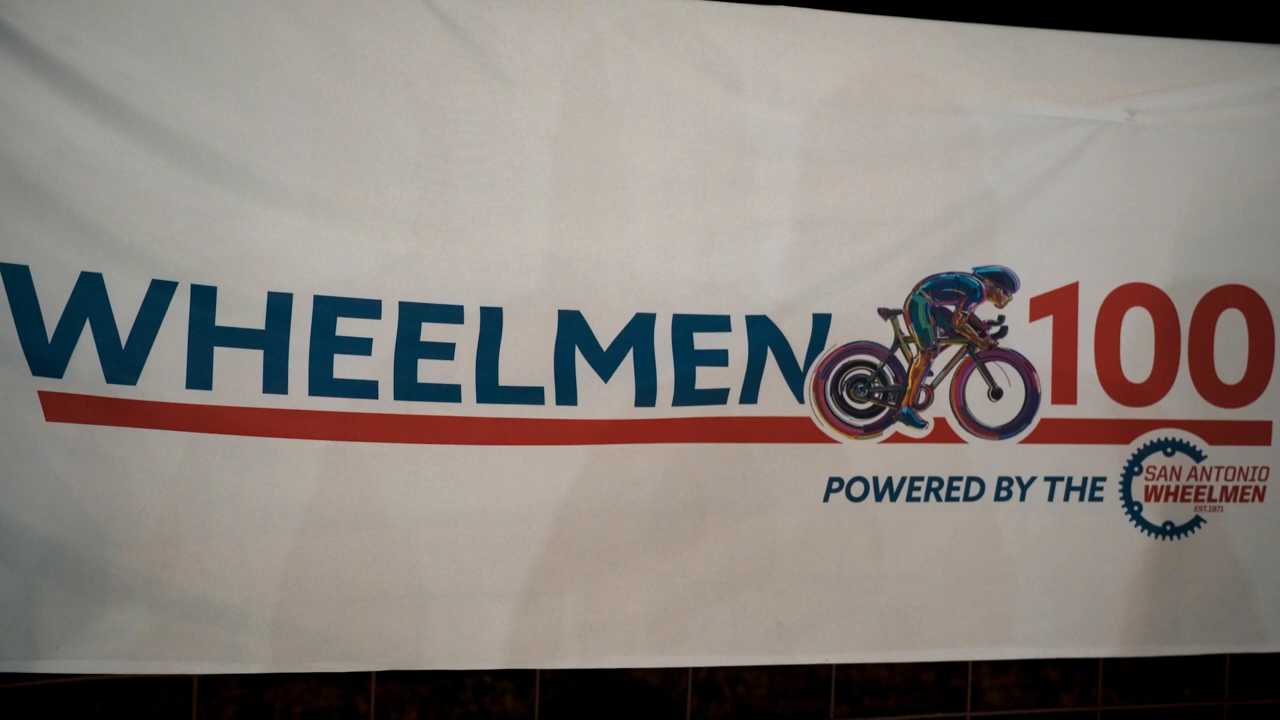 WHEELMEN 100
POWERED BY THE
SAN ANTONIO
WHEELMEN
EST.1971